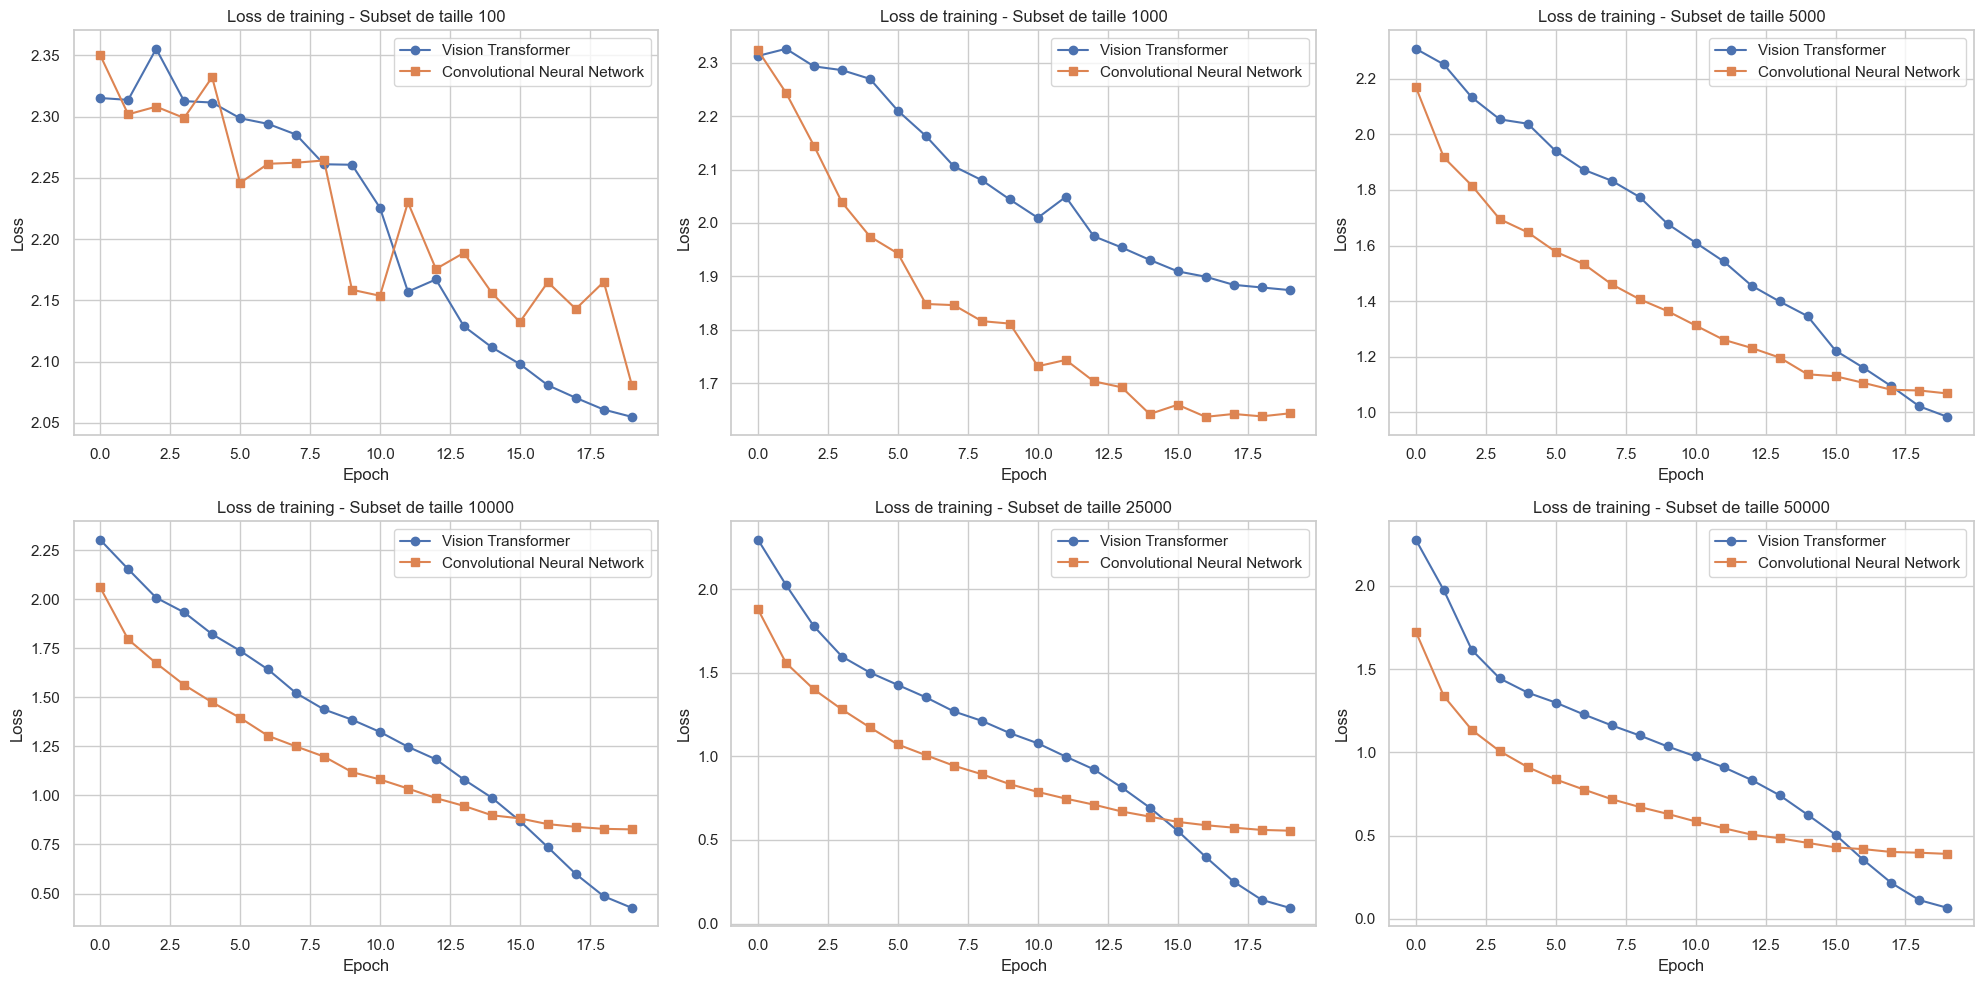 Loss de training - Subset de taille 100
Vision Transformer
Convolutional Neural Network
2.35
2.30
2.25
2.20
2.15
2.10
2.05
Loss
0.0 2.5 5.0 7.5 10.0 12.5 15.0 17.5
Epoch
Loss de training - Subset de taille 1000
Vision Transformer
Convolutional Neural Network
2.3
2.2
2.1
2.0
1.9
1.8
1.7
Loss
0.0 2.5 5.0 7.5 10.0 12.5 15.0 17.5
Epoch
Loss de training - Subset de taille 5000
Vision Transformer
Convolutional Neural Network
2.2
2.0
1.8
1.6
1.4
1.2
1.0
Loss
0.0 2.5 5.0 7.5 10.0 12.5 15.0 17.5
Epoch
Loss de training - Subset de taille 10000
Vision Transformer
Convolutional Neural Network
2.25
2.00
1.75
1.50
1.25
1.00
0.75
0.50
Loss
0.0 2.5 5.0 7.5 10.0 12.5 15.0 17.5
Epoch
Loss de training - Subset de taille 25000
Vision Transformer
Convolutional Neural Network
2.0
1.5
1.0
0.5
0.0
Loss
0.0 2.5 5.0 7.5 10.0 12.5 15.0 17.5
Epoch
Loss de training - Subset de taille 50000
Vision Transformer
Convolutional Neural Network
2.0
1.5
1.0
0.5
0.0
Loss
0.0 2.5 5.0 7.5 10.0 12.5 15.0 17.5
Epoch